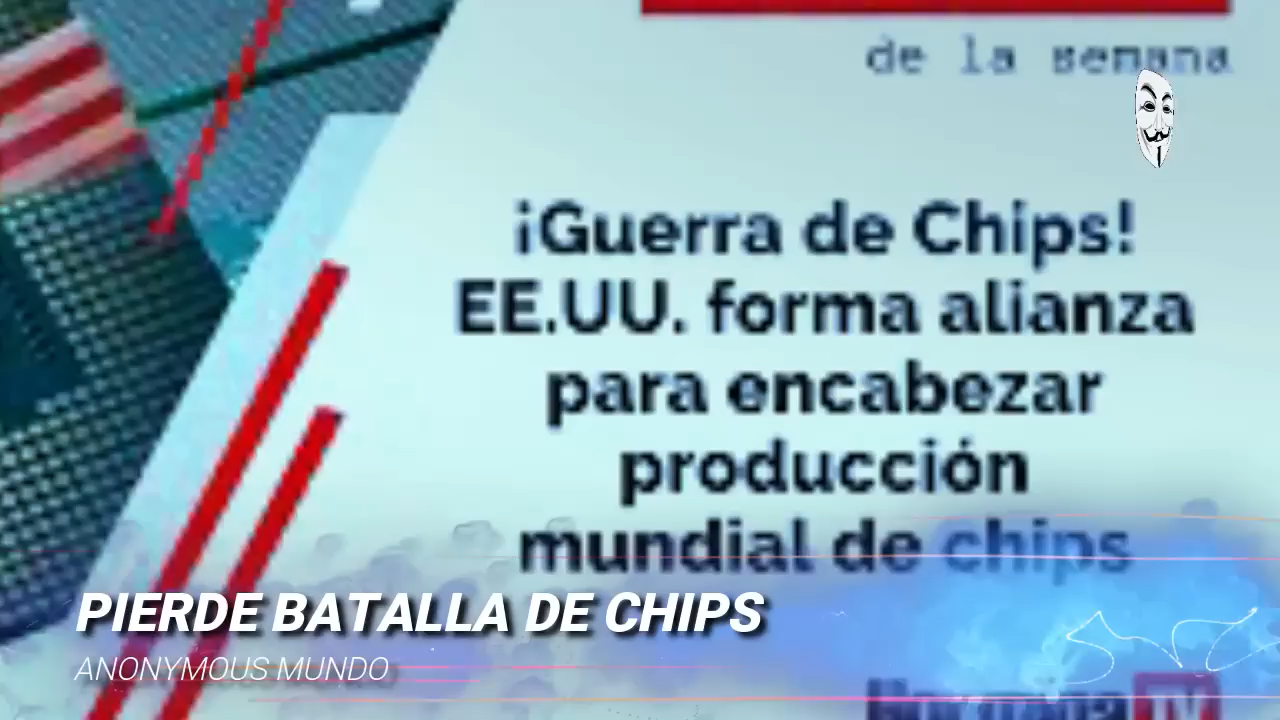 de la semana
¡Guerra de Chips!
EE.UU. forma alianza
para encabezar
producción
mundial de chips
PIERDE BATALLA DE CHIPS
ANONYMOUS MUNDO
TV